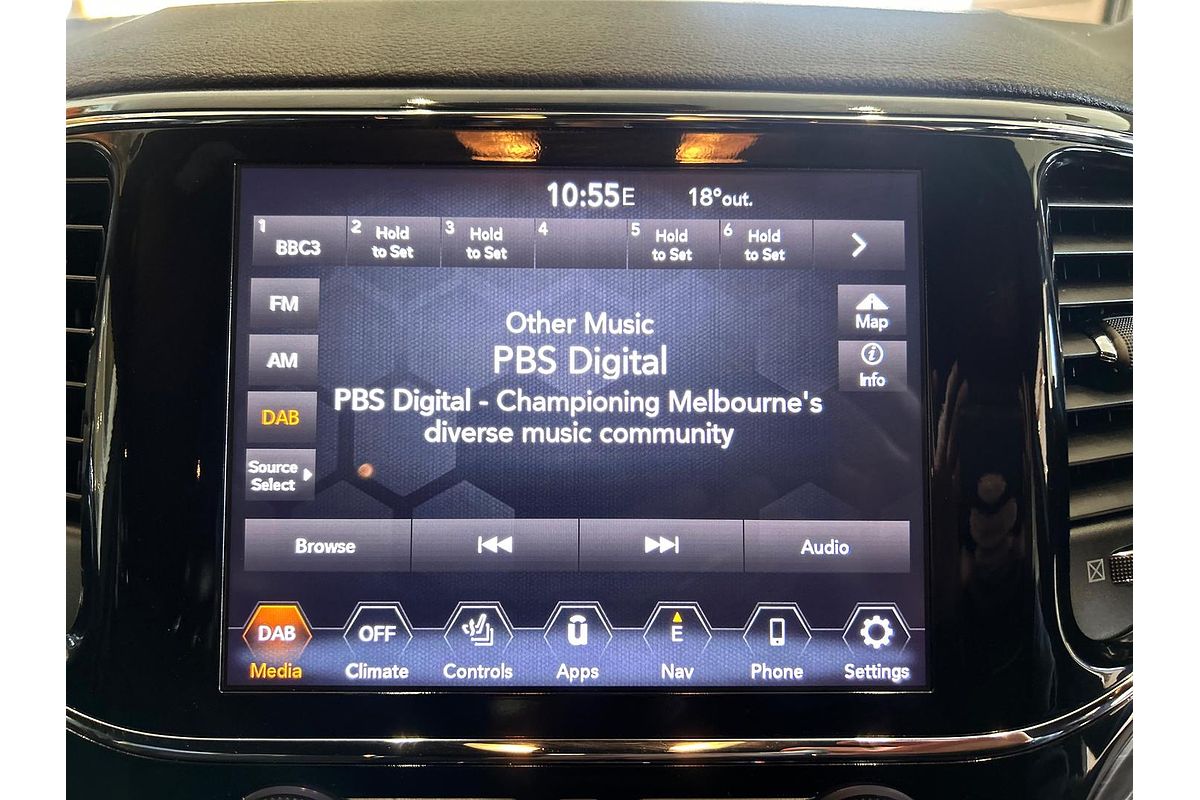 10:55E 18°out.
1 BBC3
2 Hold to Set
3 Hold to Set
4
5 Hold to Set
6 Hold to Set
FM
AM
DAB
Source
Select
Other Music
PBS Digital
PBS Digital - Championing Melbourne's
diverse music community
Map
i
Info
Browse
Audio
DAB
Media
OFF
Climate
Controls
u
Apps
E
Nav
Phone
Settings